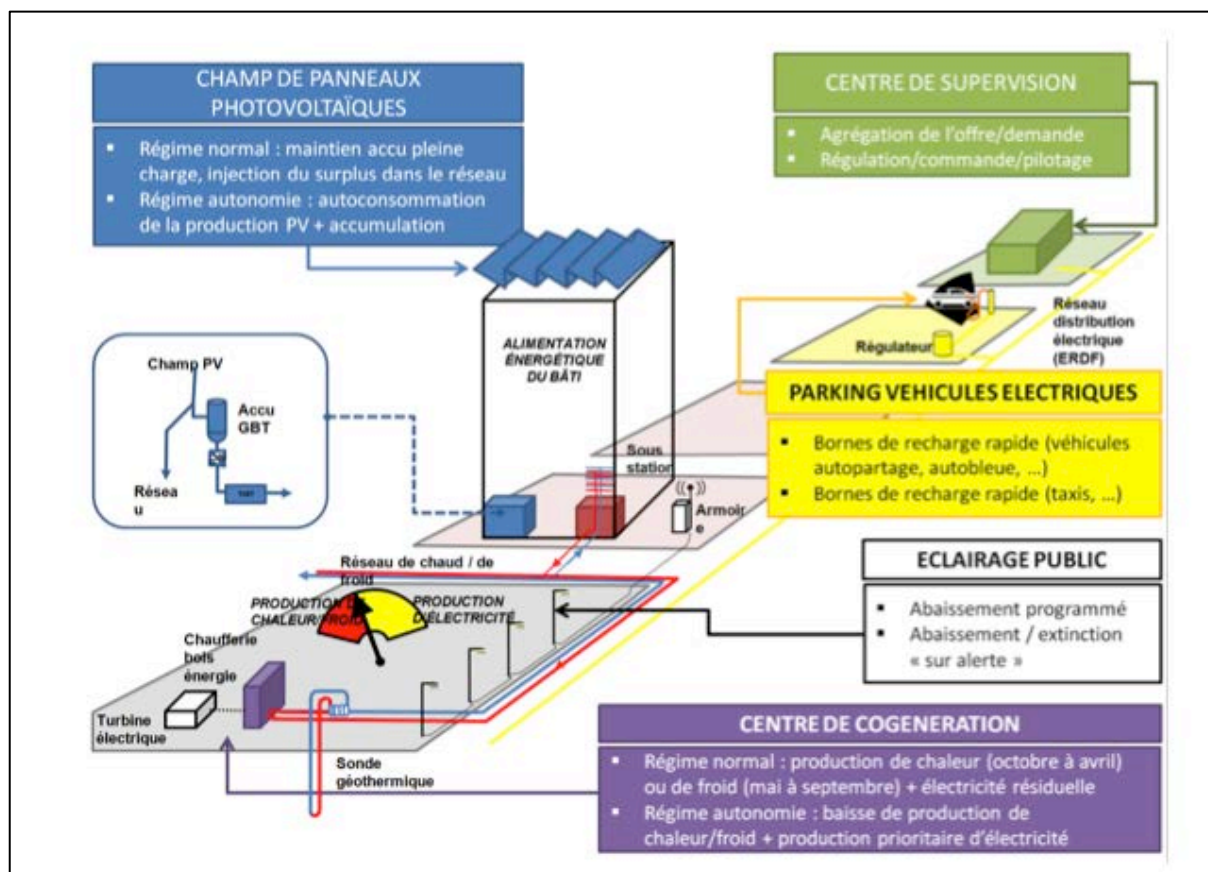 CHAMP DE PANNEAUX
PHOTOVOLTAÏQUES
▪ Régime normal : maintien accu pleine
charge, injection du surplus dans le réseau
▪ Régime autonomie : autoconsommation
de la production PV + accumulation
CENTRE DE SUPERVISION
▪ Agrégation de l'offre/demande
▪ Régulation/commande/pilotage
Champ PV
Accu
GBT
Résea
u
ALIMENTATION
ÉNERGÉTIQUE
DU BÂTI
Sous
station
Armoir
e
Régulateur
Réseau
distribution
électrique
(ERDF)
PARKING VEHICULES ELECTRIQUES
▪ Bornes de recharge rapide (véhicules
autopartage, autobleue, ...)
▪ Bornes de recharge rapide (taxis, ...)
ECLAIRAGE PUBLIC
▪ Abaissement programmé
▪ Abaissement / extinction
« sur alerte »
Réseau de chaud / de
froid
PRODUCTION DE
CHALEUR/FROID
PRODUCTION
D'ÉLECTRICITÉ
Chaufferie
bois
énergie
Turbine
électrique
Sonde
géothermique
CENTRE DE COGENERATION
▪ Régime normal : production de chaleur (octobre à avril)
ou de froid (mai à septembre) + électricité résiduelle
▪ Régime autonomie : baisse de production de
chaleur/froid + production prioritaire d'électricité